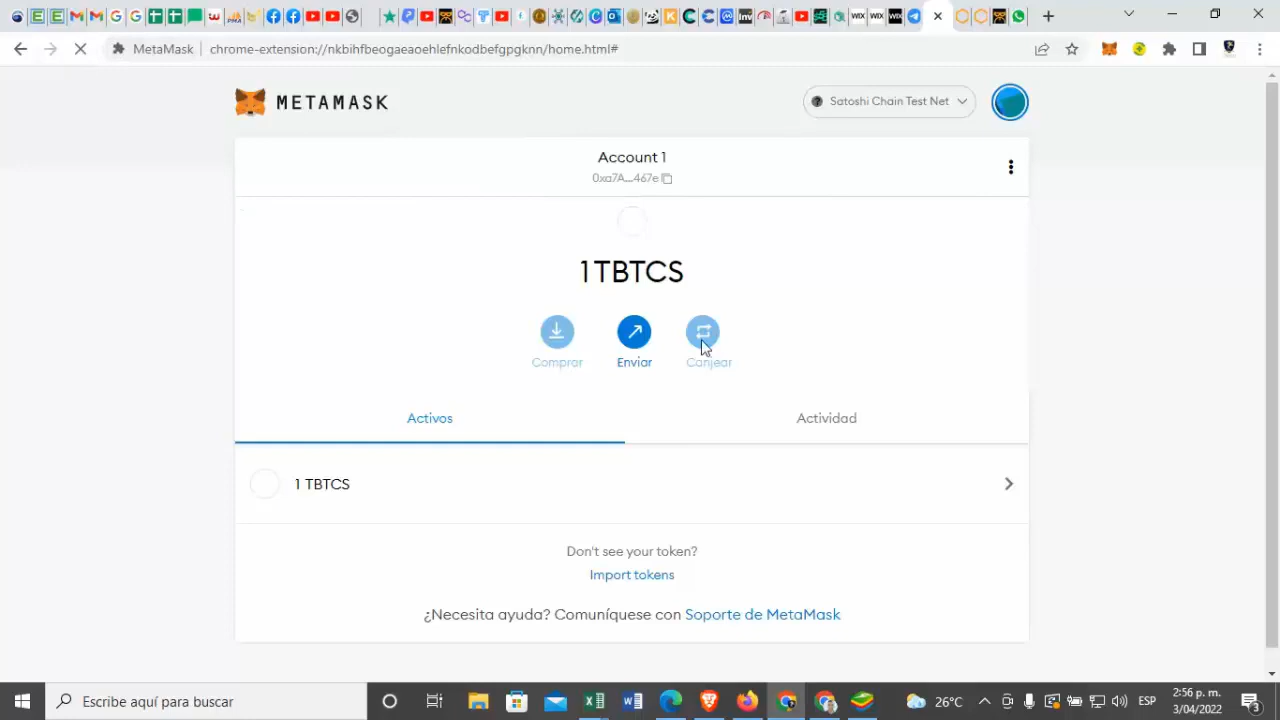 MetaMask | chrome-extension://nkbihfbeogaeaoehlefnkodbefgpgknn/home.html#
METAMASK
Satoshi Chain Test Net
Account 1
0xa7A...467e
1 TBTCS
Comprar
Enviar
Canjear
Activos
Actividad
1 TBTCS
Don't see your token?
Import tokens
¿Necesita ayuda? Comuníquese con Soporte de MetaMask
Escribe aquí para buscar
26°C
ESP
2:56 p. m.
3/04/2022